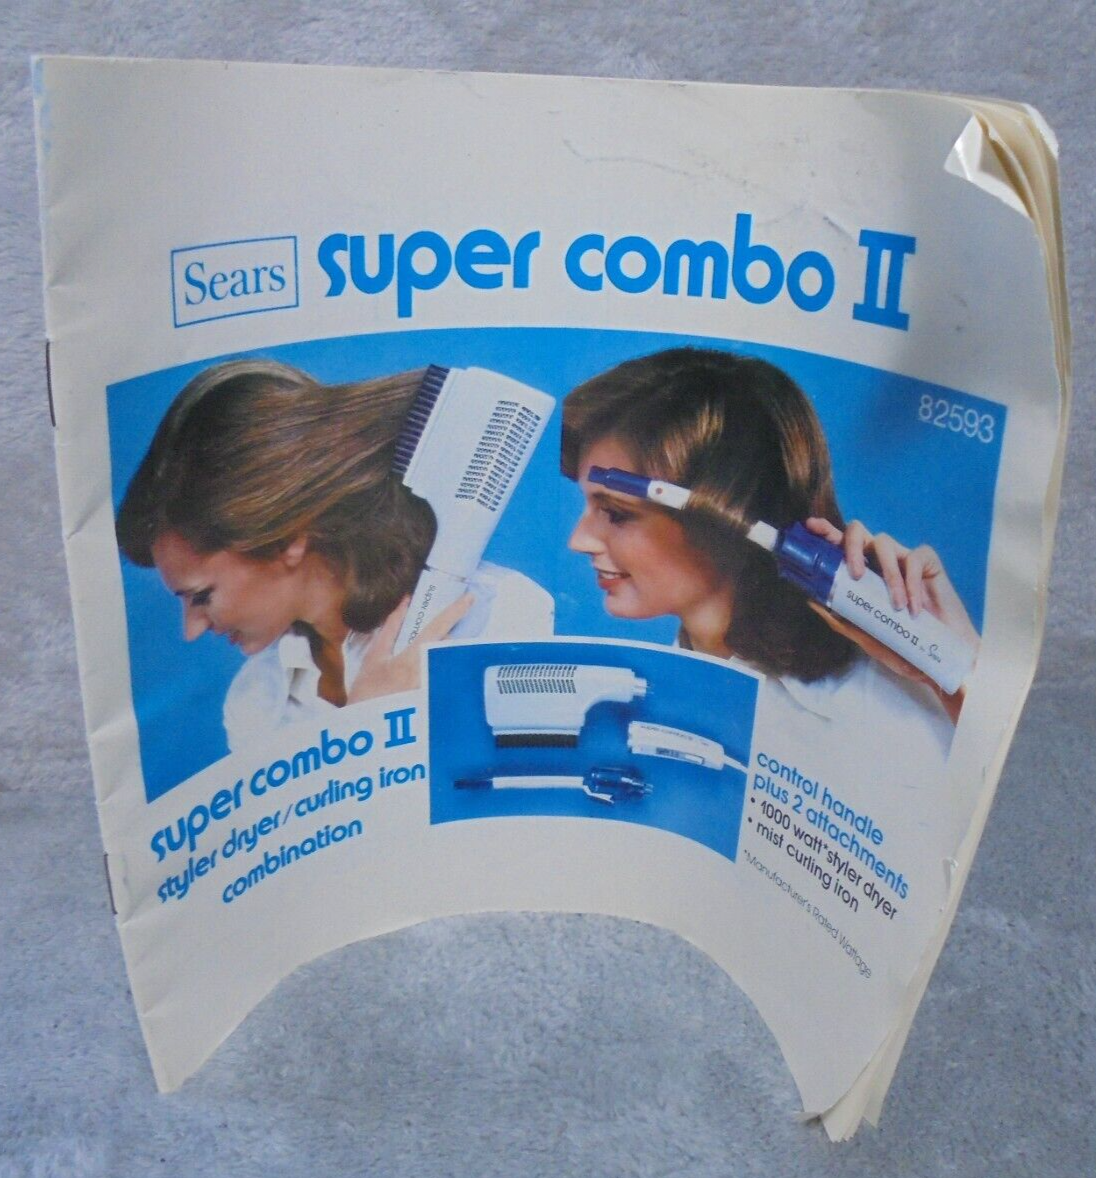 Sears super combo II
82593
super combo
super combo II by Sears
super combo II
styler dryer/curling iron
combination
control handle
plus 2 attachments
• 1000 watt* styler dryer
• mist curling iron
*Manufacturer's Rated Wattage